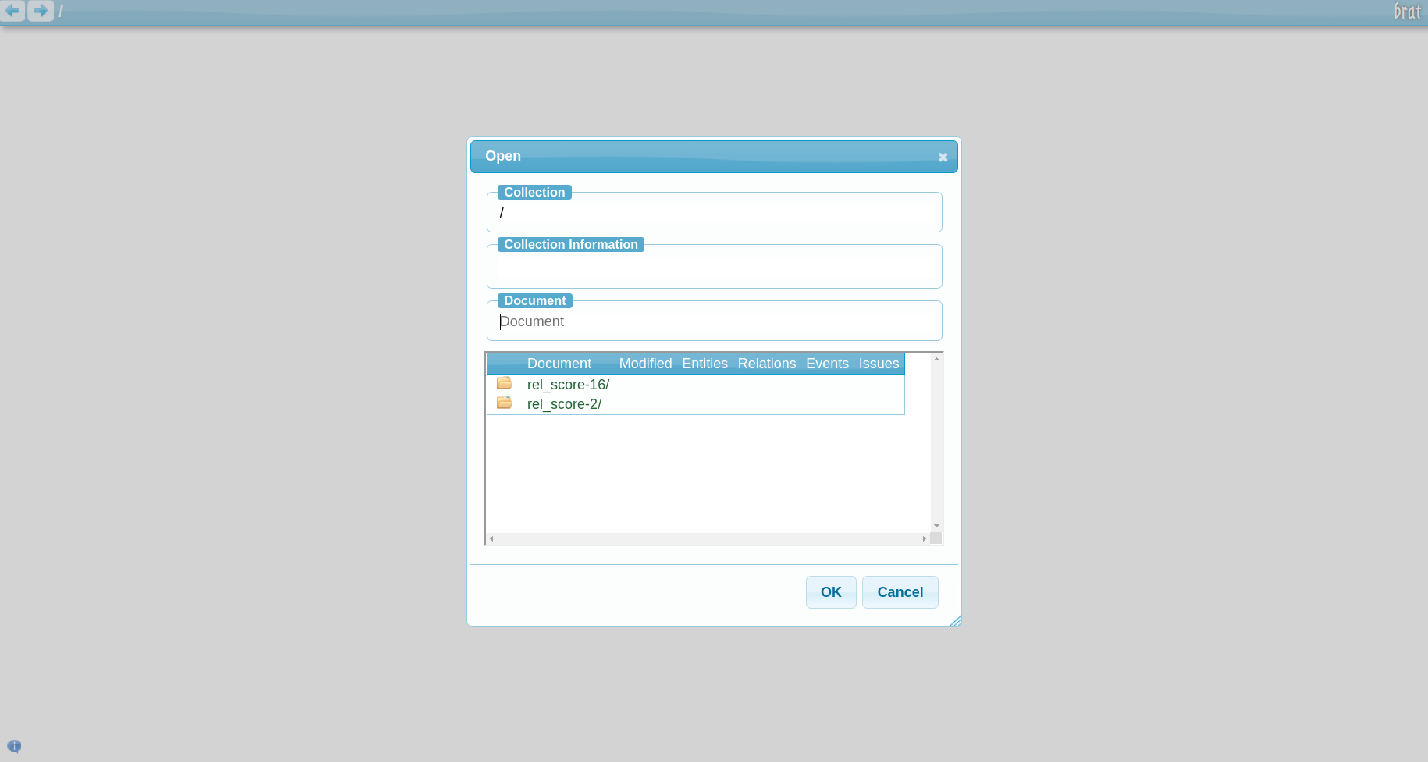 /
brat
Open
Collection
/
Collection Information
Document
Document
Document Modified Entities Relations Events Issues
rel_score-16/
rel_score-2/
OK Cancel